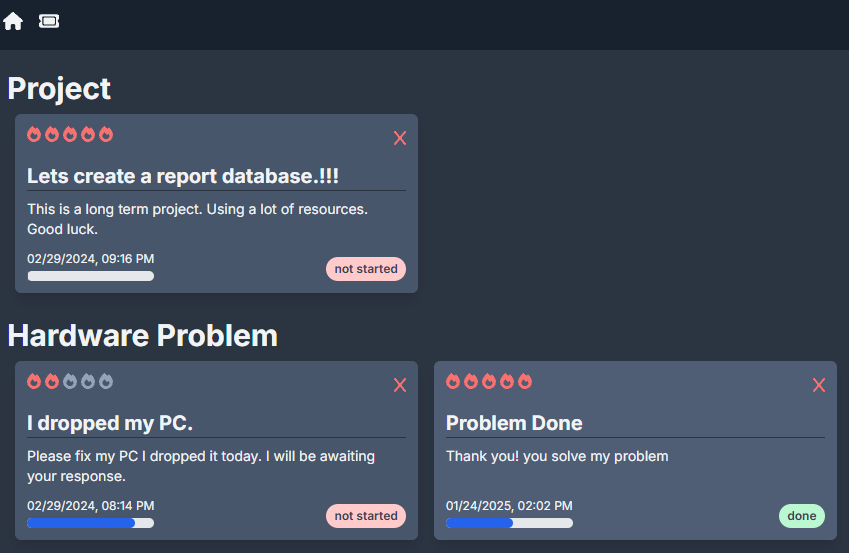 Project
Lets create a report database.!!!
This is a long term project. Using a lot of resources.
Good luck.
02/29/2024, 09:16 PM
not started
Hardware Problem
I dropped my PC.
Please fix my PC I dropped it today. I will be awaiting
your response.
02/29/2024, 08:14 PM
not started
Problem Done
Thank you! you solve my problem
01/24/2025, 02:02 PM
done